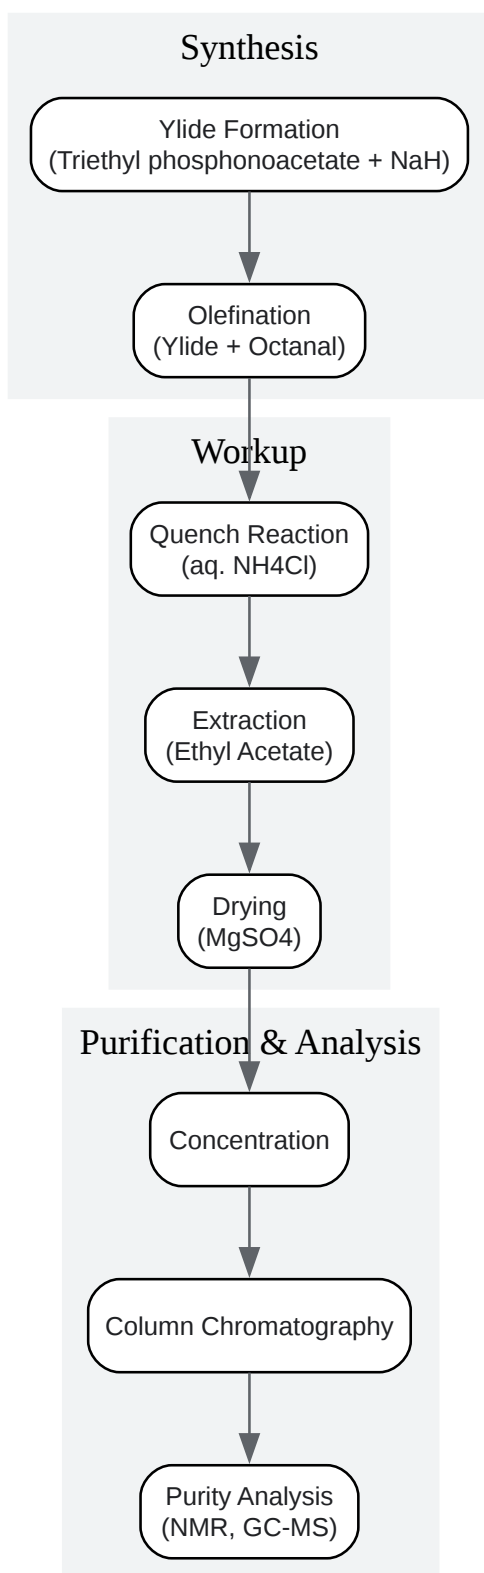 Synthesis
Ylide Formation
(Triethyl phosphonoacetate + NaH)
Olefination
(Ylide + Octanal)
Workup
Quench Reaction
(aq. NH4Cl)
Extraction
(Ethyl Acetate)
Drying
(MgSO4)
Purification & Analysis
Concentration
Column Chromatography
Purity Analysis
(NMR, GC-MS)